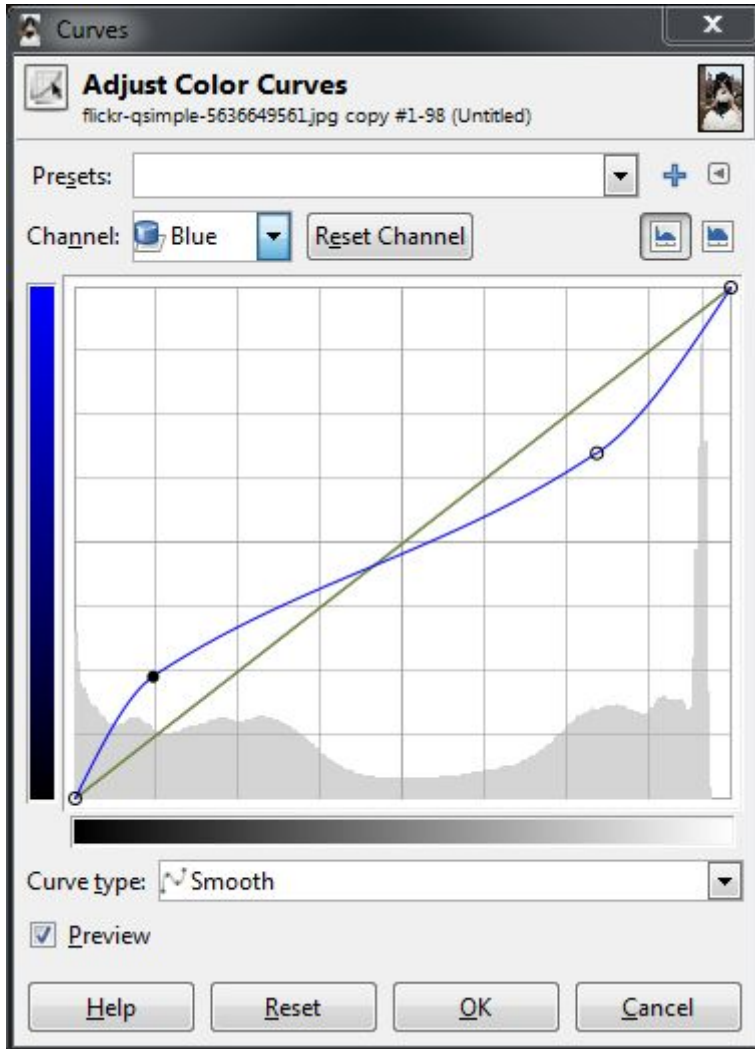 Curves
Adjust Color Curves
flickr-qsimple-5636649561.jpg copy #1-98 (Untitled)
Presets:
Channel: Blue Reset Channel
Curve type: Smooth
Preview
Help Reset OK Cancel